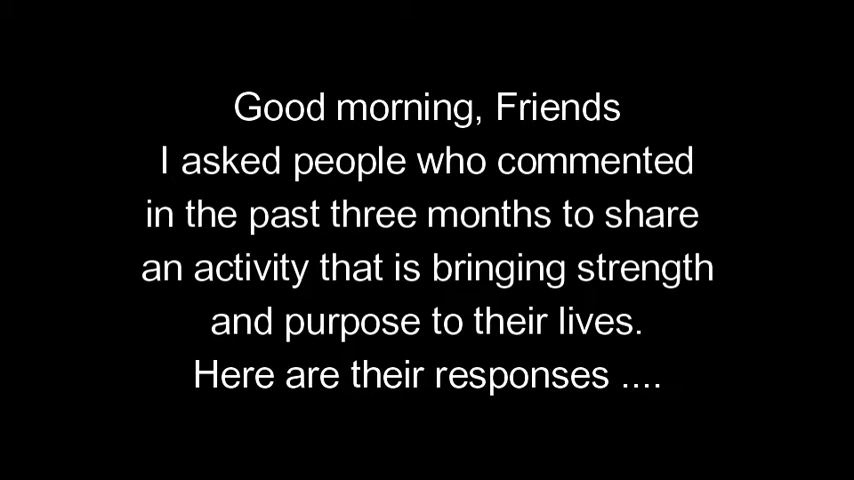 Good morning, Friends
I asked people who commented
in the past three months to share
an activity that is bringing strength
and purpose to their lives.
Here are their responses ....